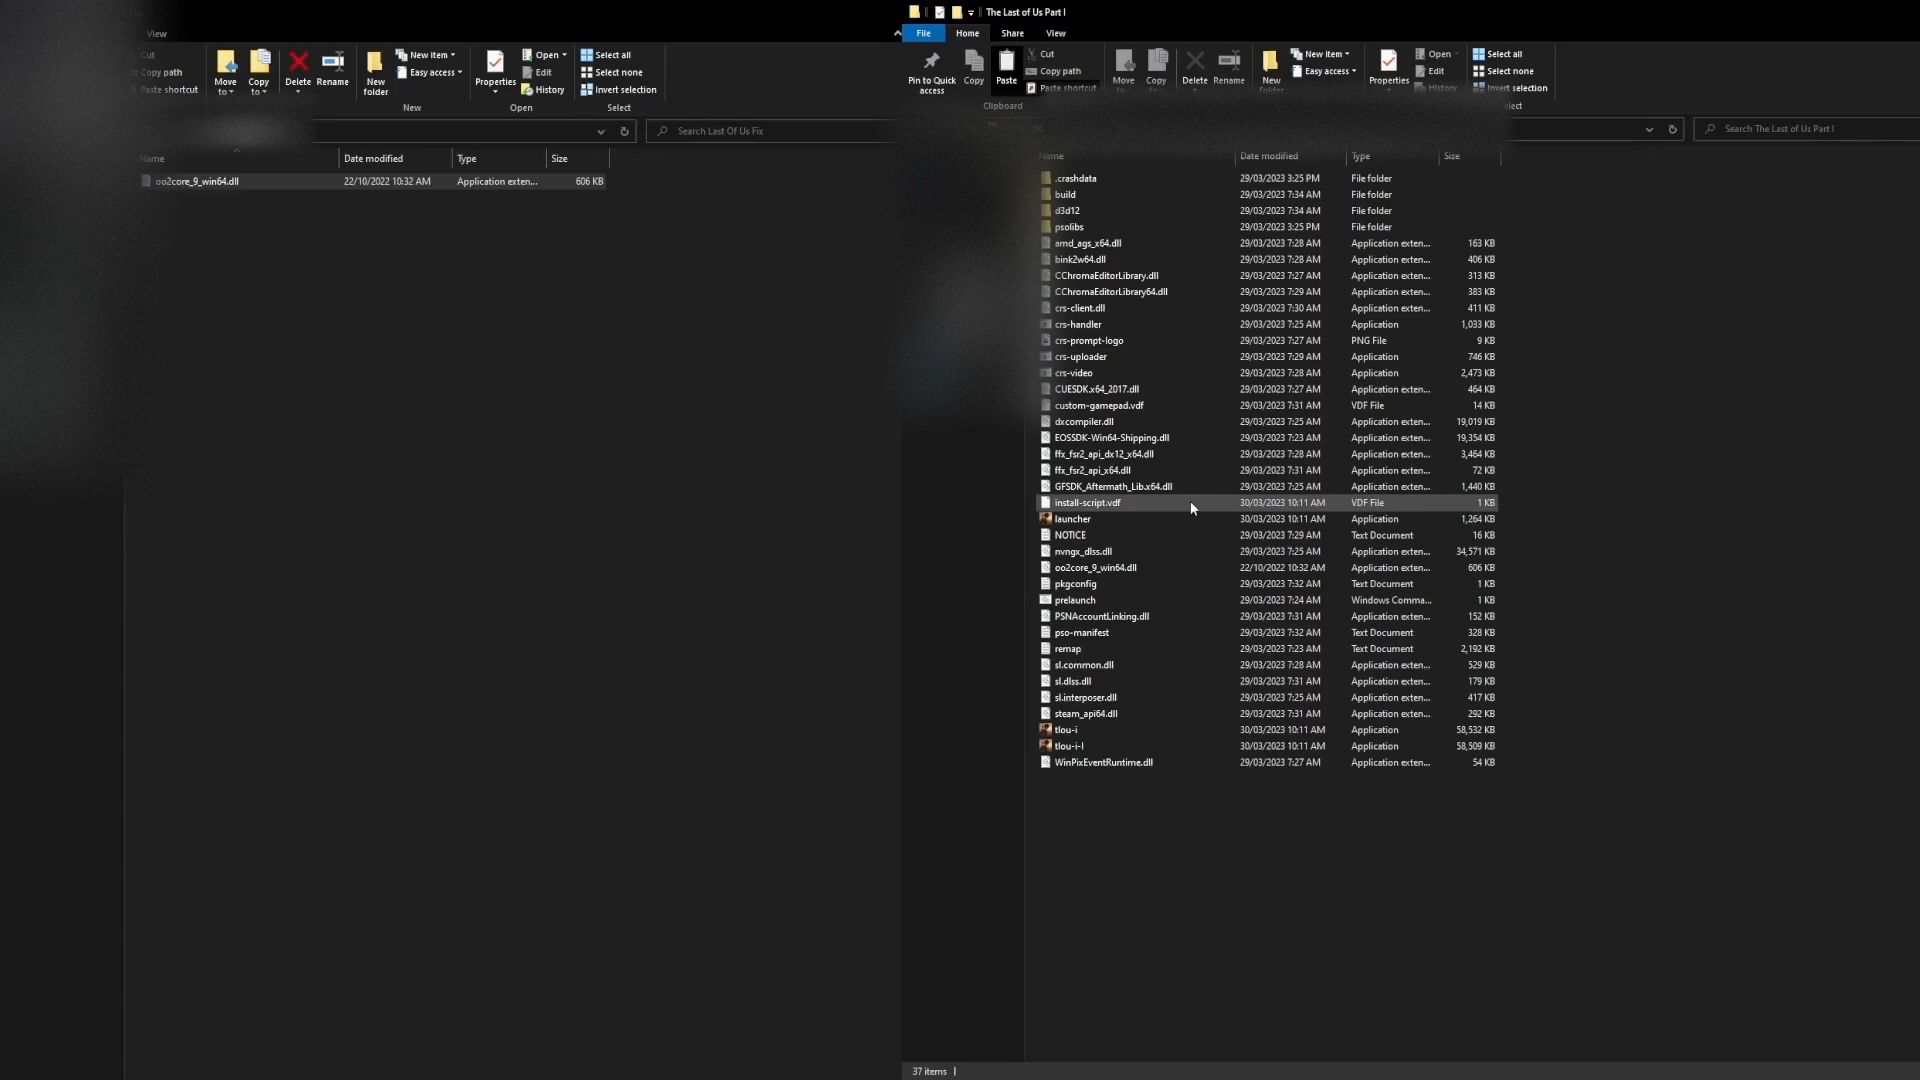 View
Cut
Copy path
Paste shortcut
Move to
Copy to
Delete
Rename
New folder
New item
Easy access
New
Properties
Open
Edit
History
Open
Select all
Select none
Invert selection
Select
Search Last Of Us Fix
Name Date modified Type Size
oo2core_9_win64.dll 22/10/2022 10:32 AM Application exten... 606 KB
The Last of Us Part I
File Home Share View
Pin to Quick access
Copy
Paste
Cut
Copy path
Paste shortcut
Clipboard
Move to
Copy to
Delete
Rename
New folder
New item
Easy access
Properties
Open
Edit
History
Select all
Select none
Invert selection
Search The Last of Us Part I
Name Date modified Type Size
.crashdata 29/03/2023 3:25 PM File folder
build 29/03/2023 7:34 AM File folder
d3d12 29/03/2023 7:34 AM File folder
psolibs 29/03/2023 3:25 PM File folder
amd_ags_x64.dll 29/03/2023 7:28 AM Application exten... 163 KB
bink2w64.dll 29/03/2023 7:28 AM Application exten... 406 KB
CChromaEditorLibrary.dll 29/03/2023 7:27 AM Application exten... 313 KB
CChromaEditorLibrary64.dll 29/03/2023 7:29 AM Application exten... 383 KB
crs-client.dll 29/03/2023 7:30 AM Application exten... 411 KB
crs-handler 29/03/2023 7:25 AM Application 1,033 KB
crs-prompt-logo 29/03/2023 7:27 AM PNG File 9 KB
crs-uploader 29/03/2023 7:29 AM Application 746 KB
crs-video 29/03/2023 7:28 AM Application 2,473 KB
CUESDK.x64_2017.dll 29/03/2023 7:27 AM Application exten... 464 KB
custom-gamepad.vdf 29/03/2023 7:31 AM VDF File 14 KB
dxcompiler.dll 29/03/2023 7:25 AM Application exten... 19,019 KB
EOSSDK-Win64-Shipping.dll 29/03/2023 7:23 AM Application exten... 19,354 KB
ffx_fsr2_api_dx12_x64.dll 29/03/2023 7:28 AM Application exten... 3,464 KB
ffx_fsr2_api_x64.dll 29/03/2023 7:31 AM Application exten... 72 KB
GFSDK_Aftermath_Lib.x64.dll 29/03/2023 7:25 AM Application exten... 1,440 KB
install-script.vdf 30/03/2023 10:11 AM VDF File 1 KB
launcher 30/03/2023 10:11 AM Application 1,264 KB
NOTICE 29/03/2023 7:29 AM Text Document 16 KB
nvngx_dlss.dll 29/03/2023 7:25 AM Application exten... 34,571 KB
oo2core_9_win64.dll 22/10/2022 10:32 AM Application exten... 606 KB
pkgconfig 29/03/2023 7:32 AM Text Document 1 KB
prelaunch 29/03/2023 7:24 AM Windows Comma... 1 KB
PSNAccountLinking.dll 29/03/2023 7:31 AM Application exten... 152 KB
pso-manifest 29/03/2023 7:32 AM Text Document 328 KB
remap 29/03/2023 7:23 AM Text Document 2,192 KB
sl.common.dll 29/03/2023 7:28 AM Application exten... 529 KB
sl.dlss.dll 29/03/2023 7:31 AM Application exten... 179 KB
sl.interposer.dll 29/03/2023 7:25 AM Application exten... 417 KB
steam_api64.dll 29/03/2023 7:31 AM Application exten... 292 KB
tlou-i 30/03/2023 10:11 AM Application 58,532 KB
tlou-i-l 30/03/2023 10:11 AM Application 58,509 KB
WinPixEventRuntime.dll 29/03/2023 7:27 AM Application exten... 54 KB
37 items